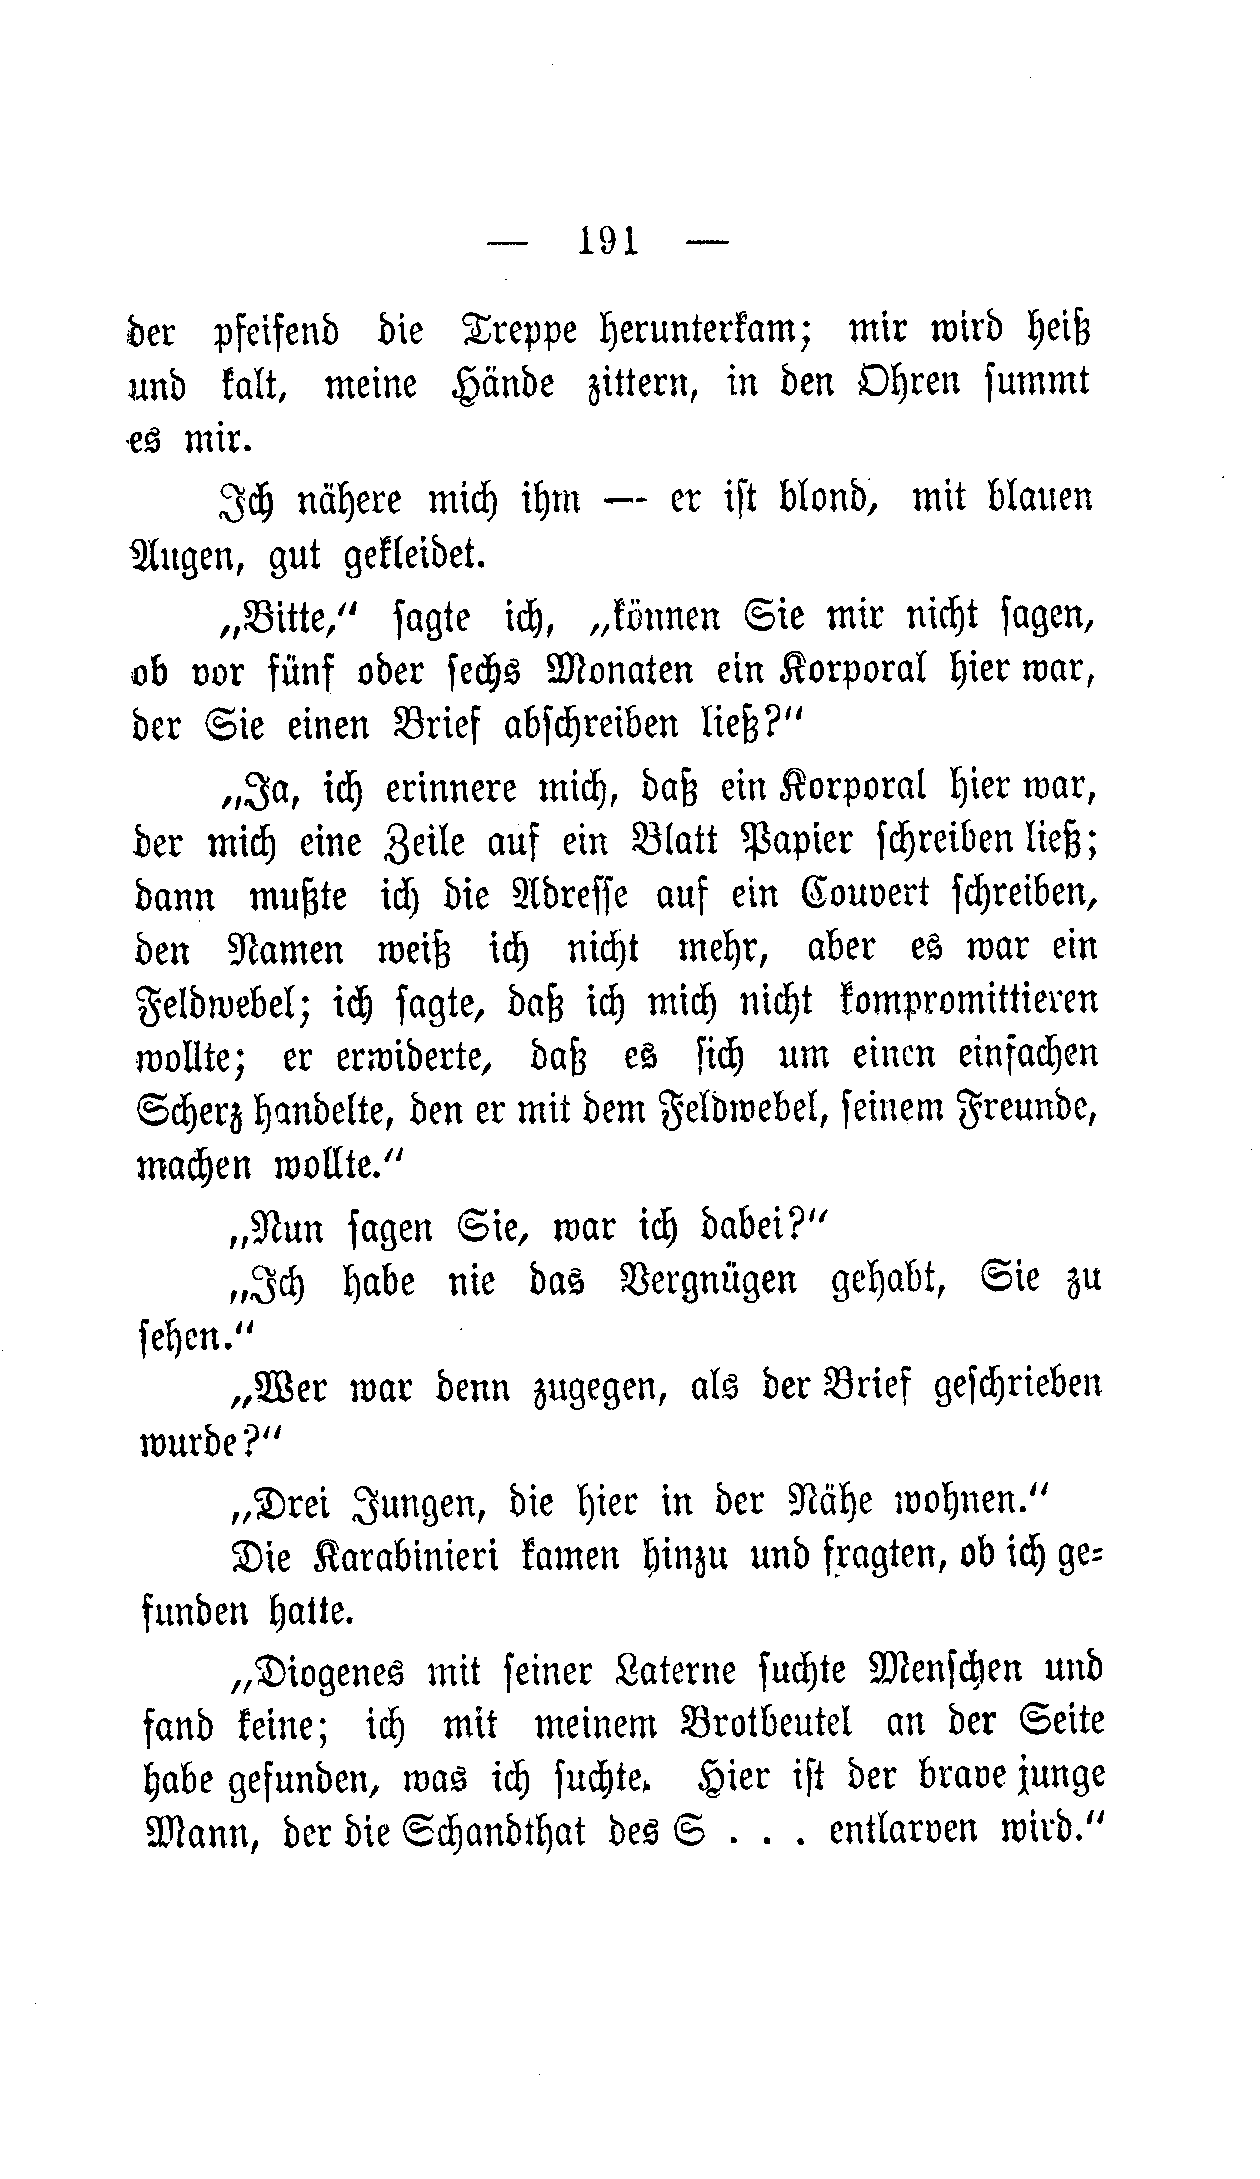 — 191 —
der pfeifend die Treppe herunterkam; mir wird heiß
und kalt, meine Hände zittern, in den Ohren summt
es mir.
Ich nähere mich ihm — er ist blond, mit blauen
Augen, gut gekleidet.
„Bitte,“ sagte ich, „können Sie mir nicht sagen,
ob vor fünf oder sechs Monaten ein Korporal hier war,
der Sie einen Brief abschreiben ließ?“
„Ja, ich erinnere mich, daß ein Korporal hier war,
der mich eine Zeile auf ein Blatt Papier schreiben ließ;
dann mußte ich die Adresse auf ein Couvert schreiben,
den Namen weiß ich nicht mehr, aber es war ein
Feldwebel; ich sagte, daß ich mich nicht kompromittieren
wollte; er erwiderte, daß es sich um einen einfachen
Scherz handelte, den er mit dem Feldwebel, seinem Freunde,
machen wollte.“
„Nun sagen Sie, war ich dabei?“
„Ich habe nie das Vergnügen gehabt, Sie zu
sehen.“
„Wer war denn zugegen, als der Brief geschrieben
wurde?“
„Drei Jungen, die hier in der Nähe wohnen.“
Die Karabinieri kamen hinzu und fragten, ob ich ge-
funden hatte.
„Diogenes mit seiner Laterne suchte Menschen und
fand keine; ich mit meinem Brotbeutel an der Seite
habe gefunden, was ich suchte. Hier ist der brave junge
Mann, der die Schandthat des S . . . entlarven wird.“